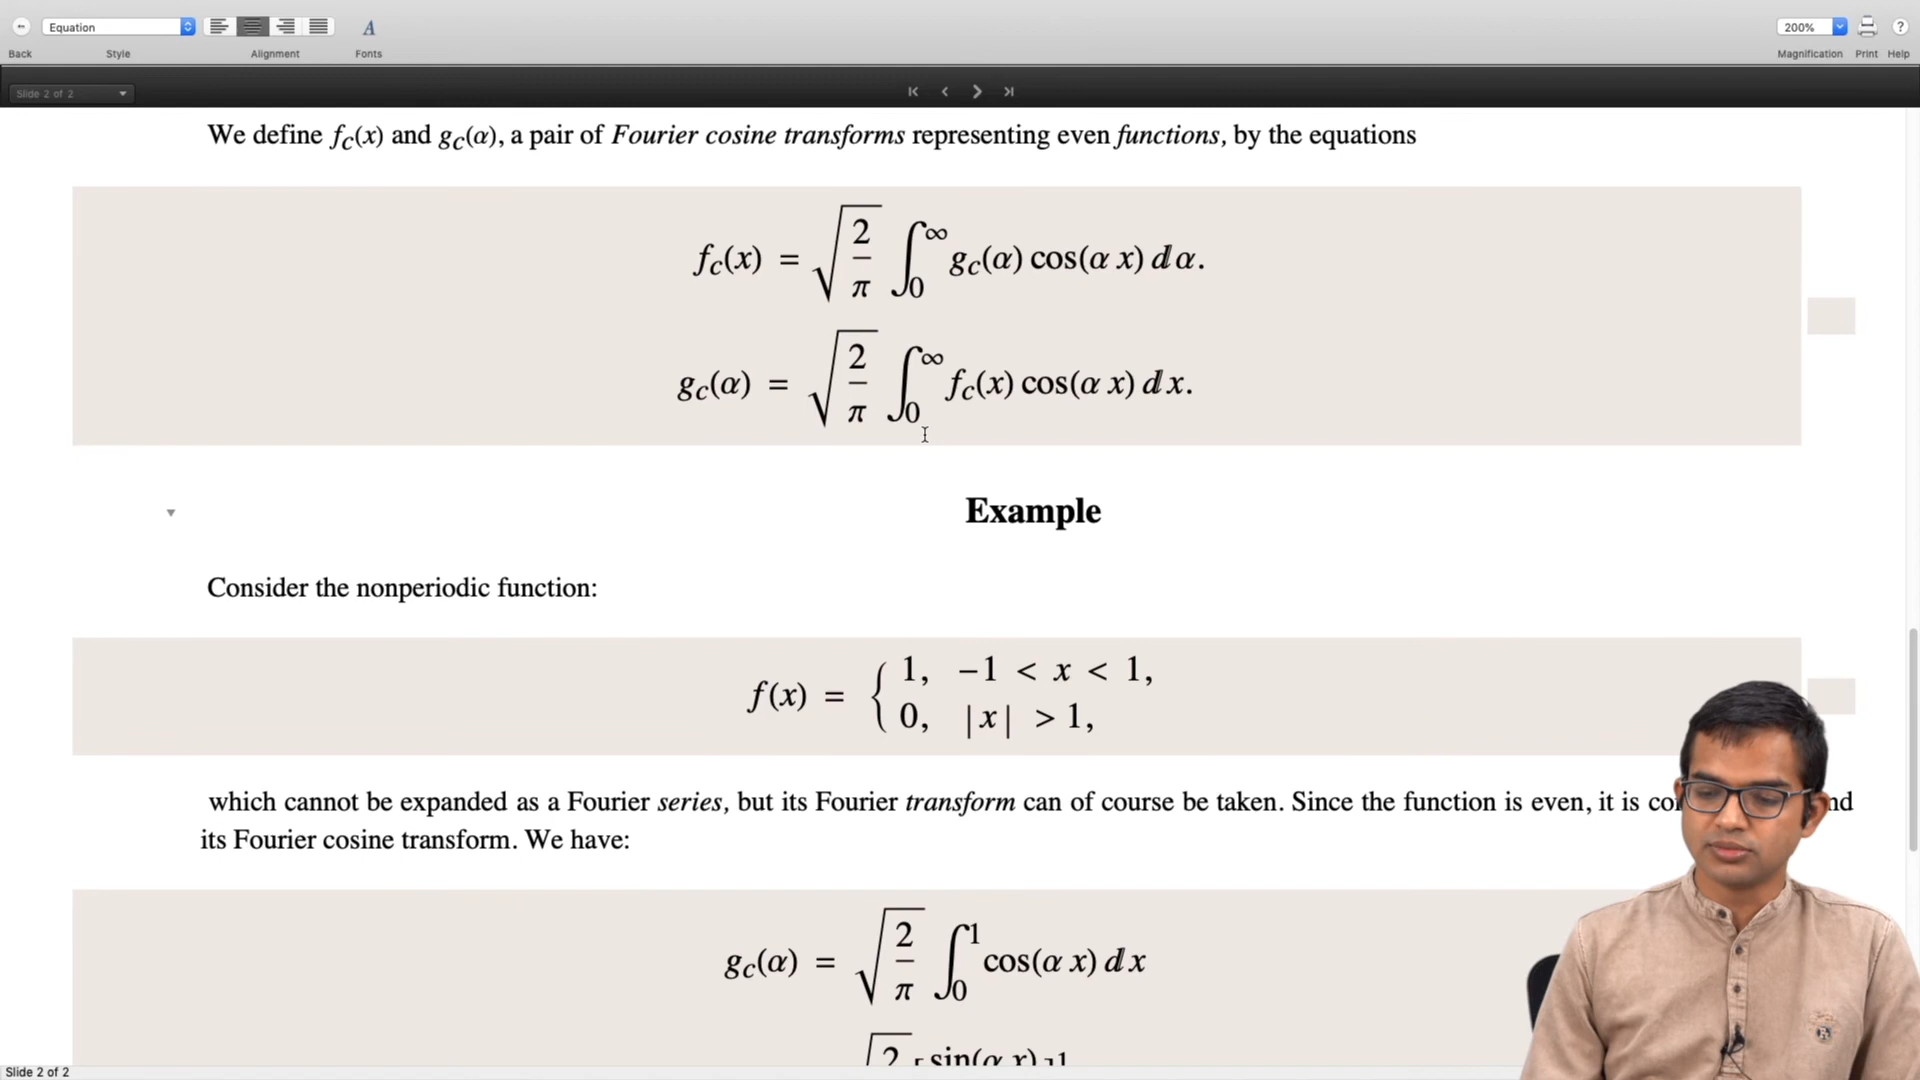 Equation
200%
Back Style Alignment Fonts Magnification Print Help
Slide 2 of 2
We define f_c(x) and g_c(α), a pair of Fourier cosine transforms representing even functions, by the equations
f_c(x) = √(2/π) ∫_0^∞ g_c(α) cos(α x) dα.
g_c(α) = √(2/π) ∫_0^∞ f_c(x) cos(α x) dx.
Example
Consider the nonperiodic function:
f(x) = { 1, −1 < x < 1,
0, |x| > 1,
which cannot be expanded as a Fourier series, but its Fourier transform can of course be taken. Since the function is even, it is
its Fourier cosine transform. We have:
g_c(α) = √(2/π) ∫_0^1 cos(α x) dx
√2 [ sin(α x) ]1
Slide 2 of 2